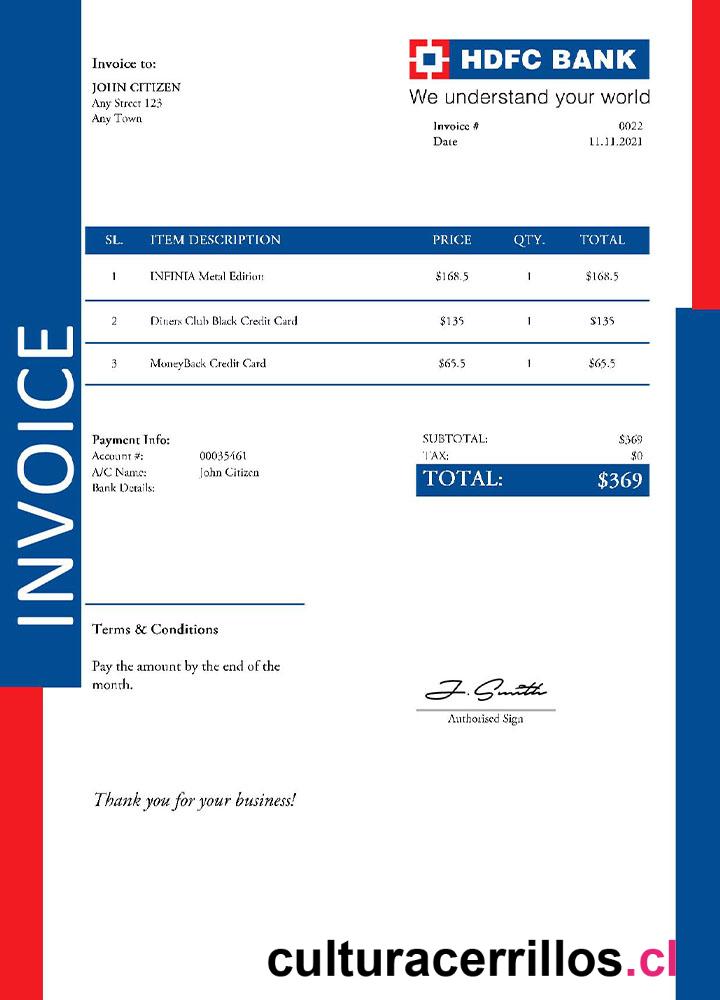 HDFC BANK
We understand your world
Invoice to:
JOHN CITIZEN
Any Street 123
Any Town
Invoice # 0022
Date 11.11.2021
SL. ITEM DESCRIPTION PRICE QTY. TOTAL
1 INFINIA Metal Edition $168.5 1 $168.5
2 Diners Club Black Credit Card $135 1 $135
3 MoneyBack Credit Card $65.5 1 $65.5
INVOICE
Payment Info:
Account #: 00035461
A/C Name: John Citizen
Bank Details:
SUBTOTAL: $369
TAX: $0
TOTAL: $369
Terms & Conditions
Pay the amount by the end of the
month.
J. Smith
Authorised Sign
Thank you for your business!
culturacerrillos.cl